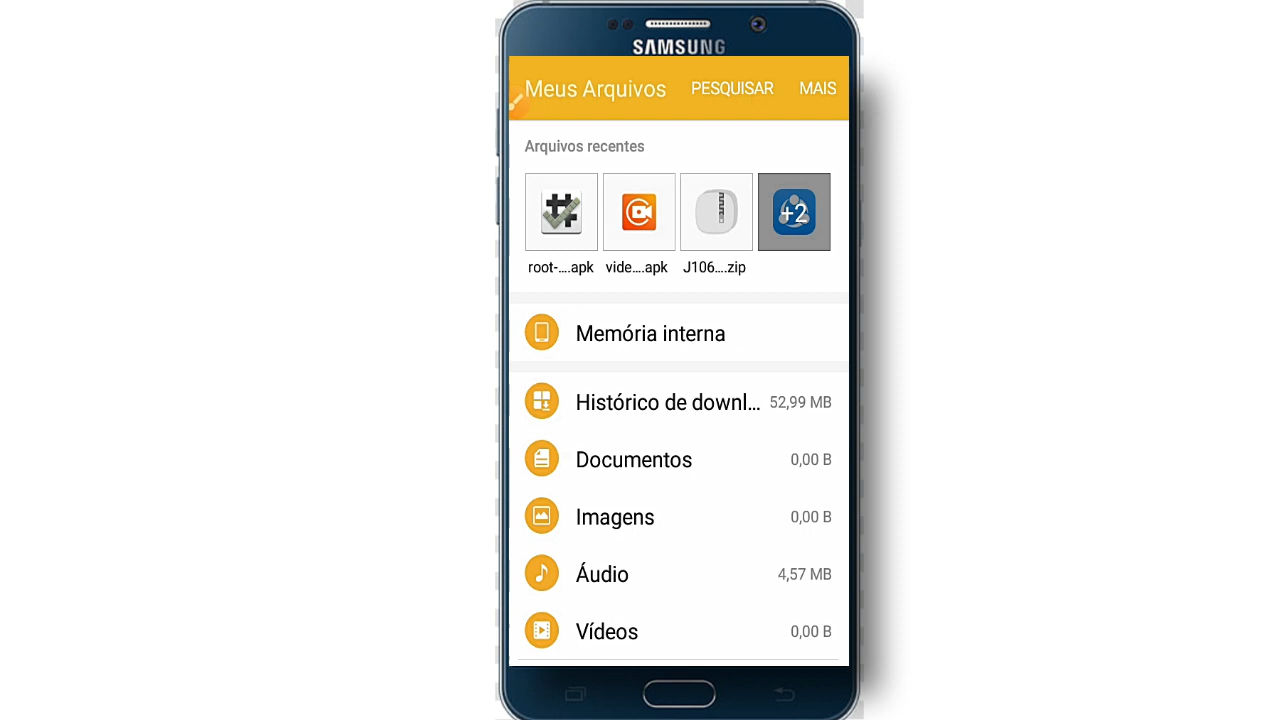 SAMSUNG
Meus Arquivos PESQUISAR MAIS
Arquivos recentes
+2
root-....apk vide....apk J106....zip
Memória interna
Histórico de downl... 52,99 MB
Documentos 0,00 B
Imagens 0,00 B
Áudio 4,57 MB
Vídeos 0,00 B